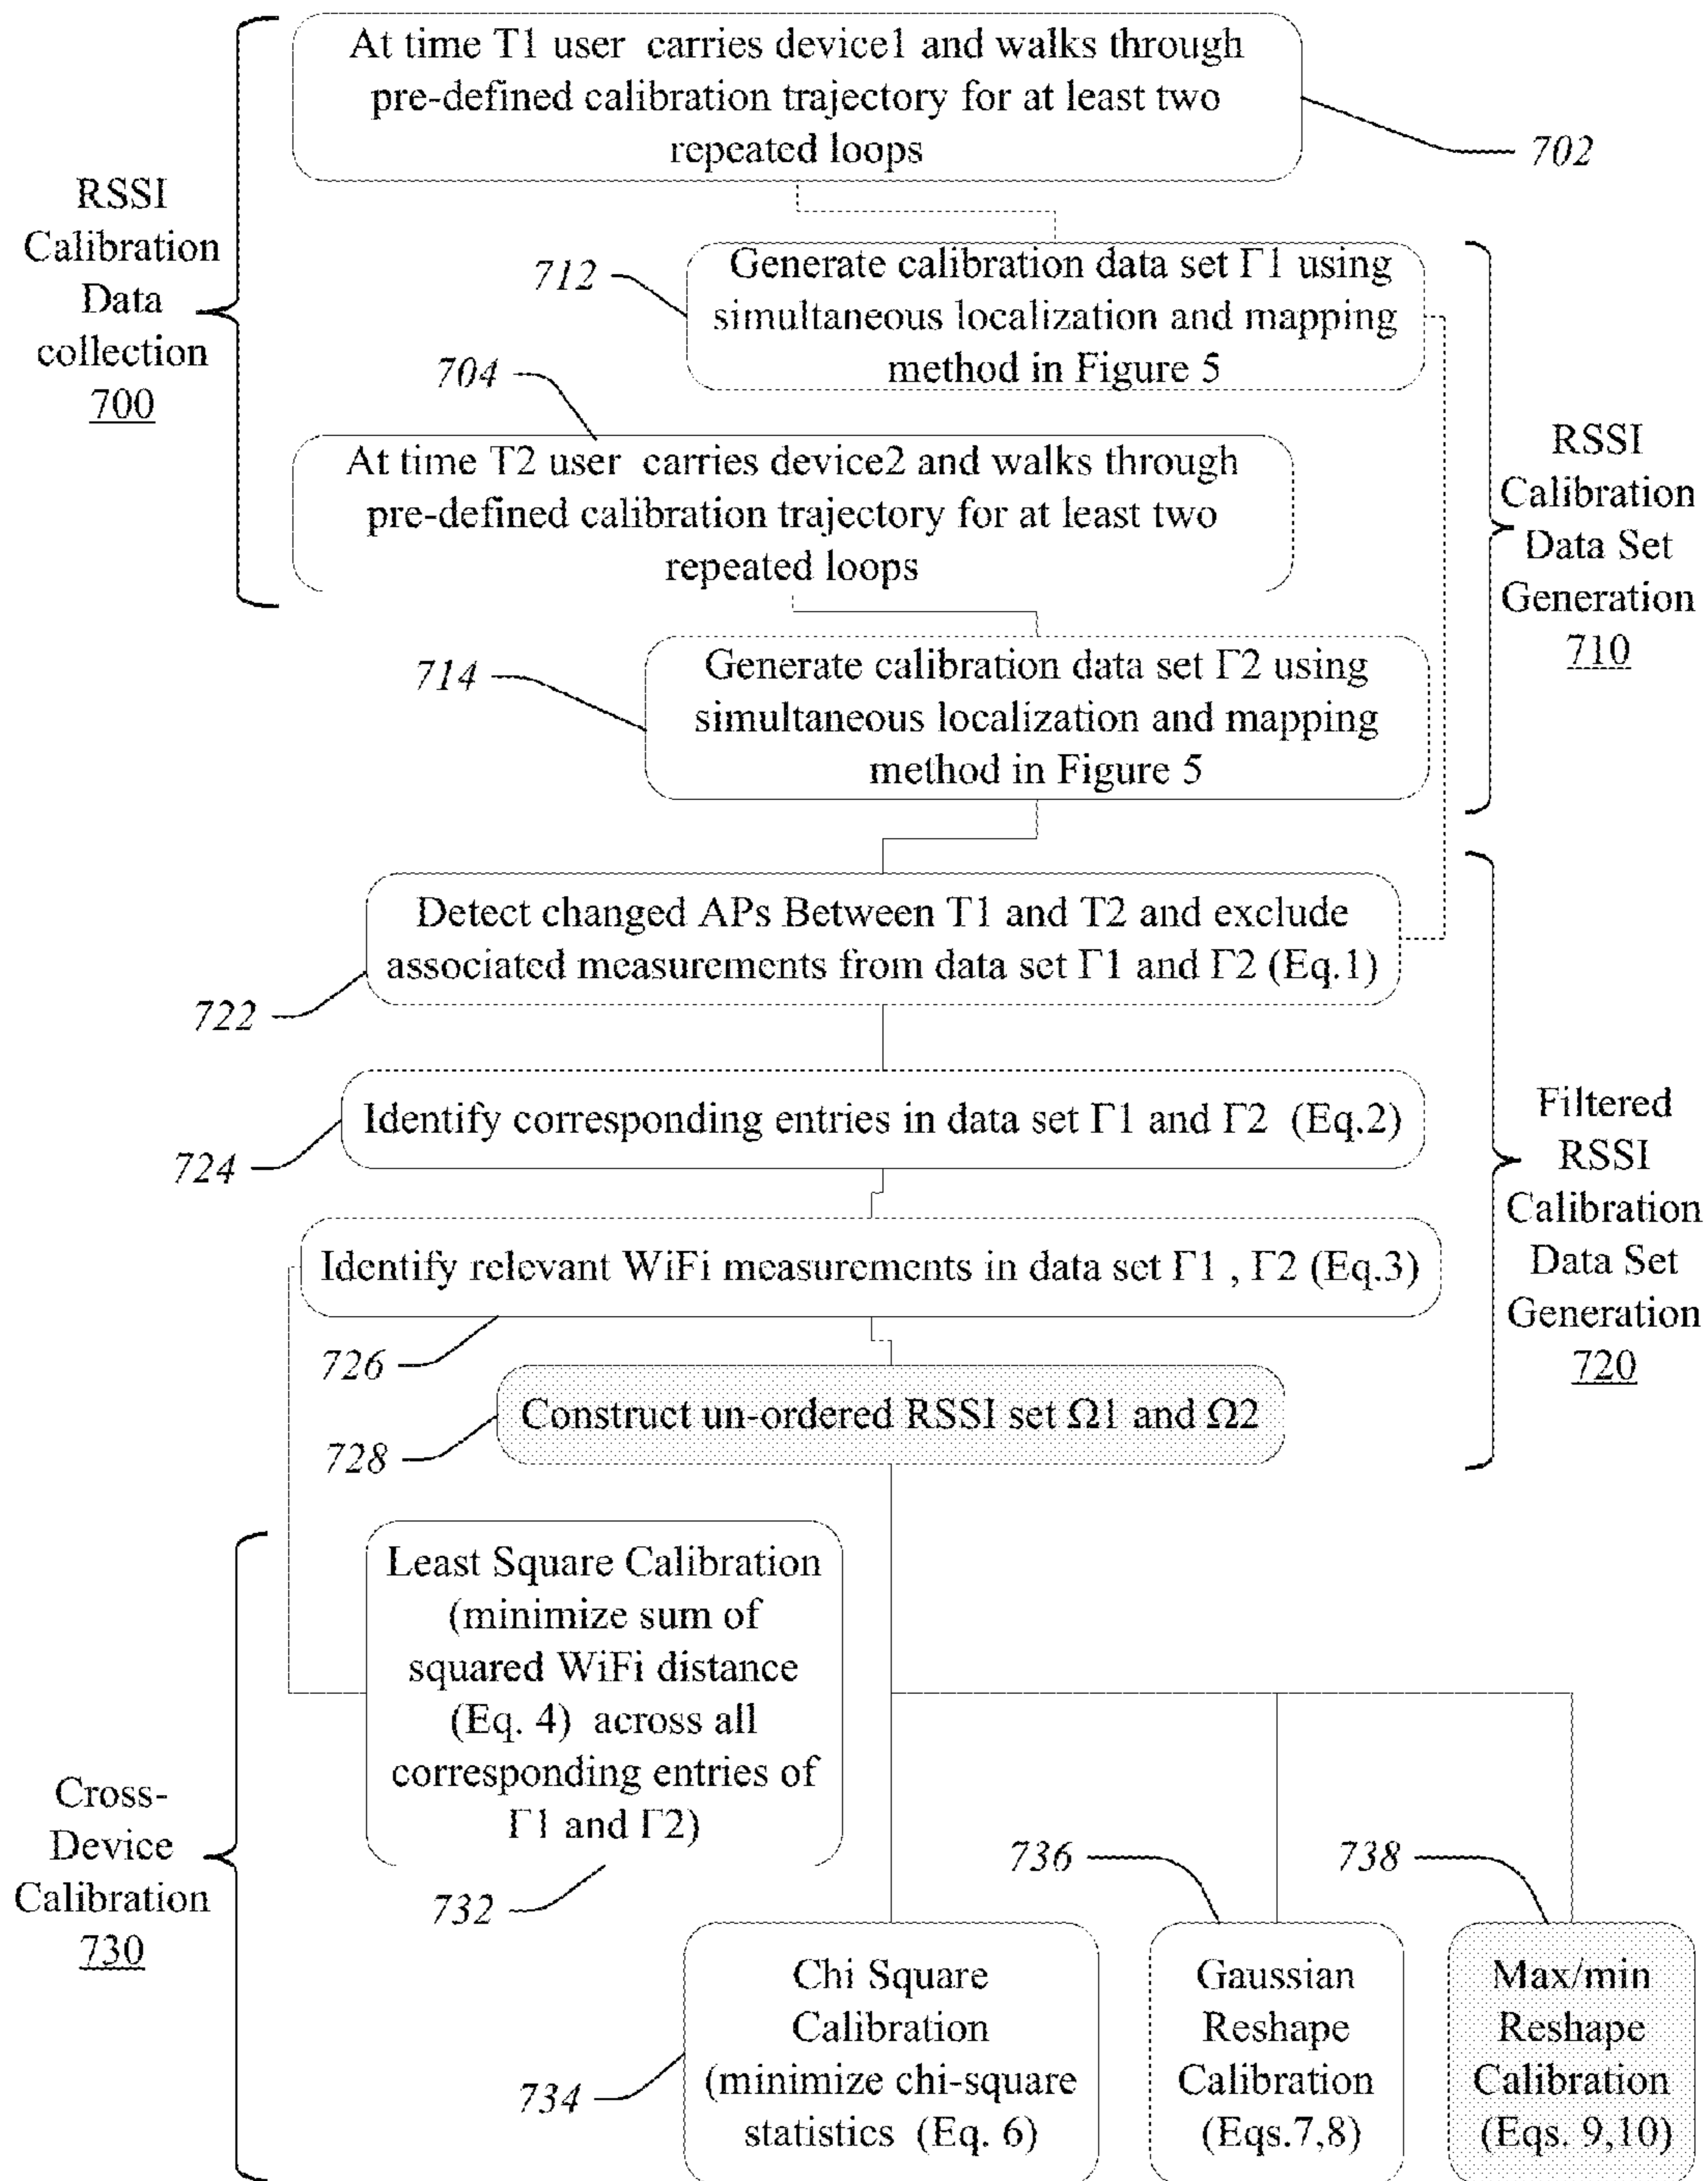 At time T1 user carries device1 and walks through
pre-defined calibration trajectory for at least two
repeated loops
702
RSSI
Calibration
Data
collection
700
712
Generate calibration data set Γ1 using
simultaneous localization and mapping
method in Figure 5
704
At time T2 user carries device2 and walks through
pre-defined calibration trajectory for at least two
repeated loops
RSSI
Calibration
Data Set
Generation
710
714
Generate calibration data set Γ2 using
simultaneous localization and mapping
method in Figure 5
Detect changed APs Between T1 and T2 and exclude
associated measurements from data set Γ1 and Γ2 (Eq.1)
722
Identify corresponding entries in data set Γ1 and Γ2 (Eq.2)
724
Filtered
RSSI
Calibration
Data Set
Generation
720
Identify relevant WiFi measurements in data set Γ1 , Γ2 (Eq.3)
726
Construct un-ordered RSSI set Ω1 and Ω2
728
Least Square Calibration
(minimize sum of
squared WiFi distance
(Eq. 4) across all
corresponding entries of
Γ1 and Γ2)
732
Cross-
Device
Calibration
730
736
738
Chi Square
Calibration
(minimize chi-square
statistics (Eq. 6)
734
Gaussian
Reshape
Calibration
(Eqs.7,8)
Max/min
Reshape
Calibration
(Eqs. 9,10)